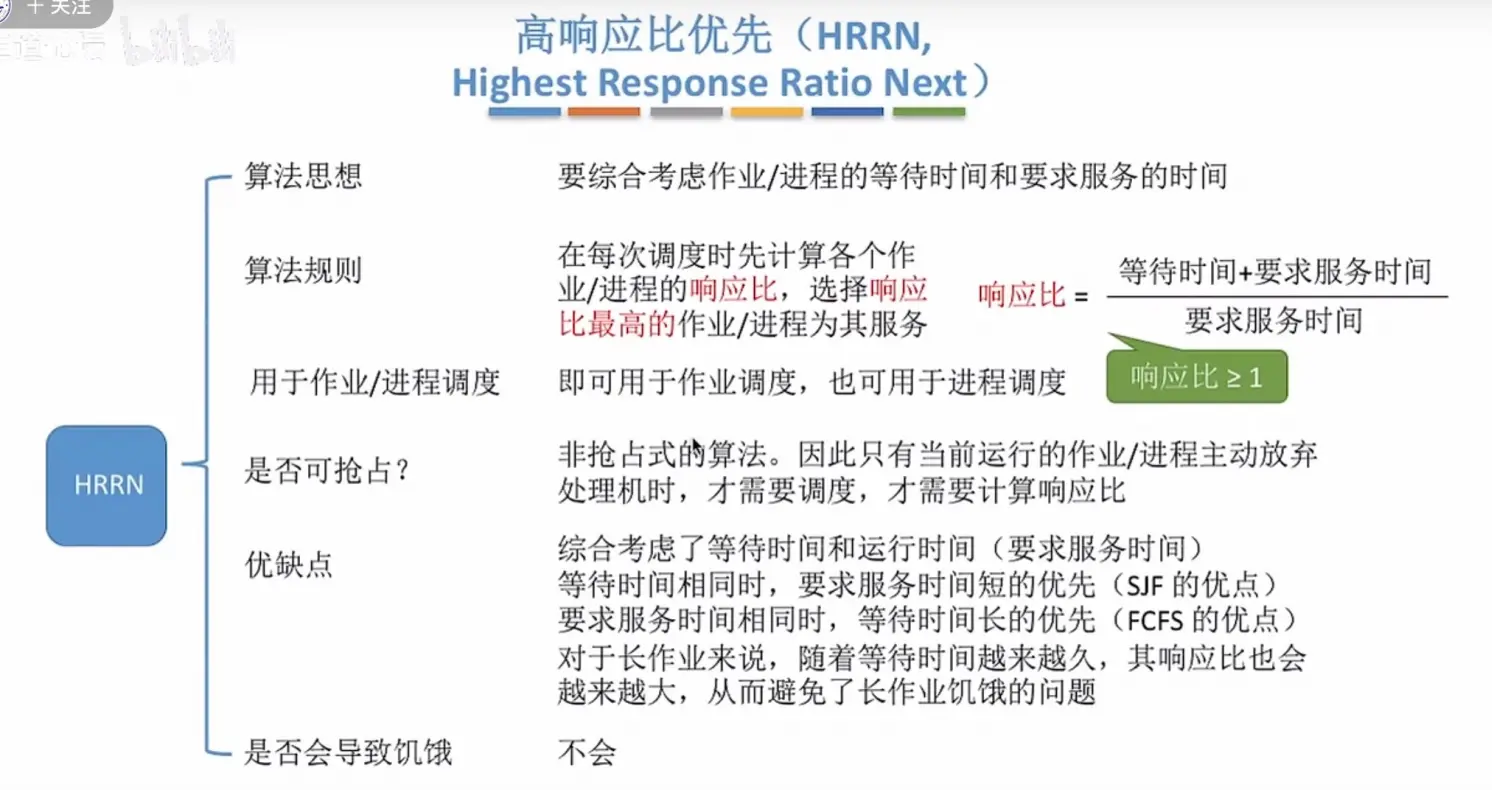 + 关注
bilibili
高响应比优先（HRRN,
Highest Response Ratio Next）
HRRN
算法思想
要综合考虑作业/进程的等待时间和要求服务的时间
算法规则
在每次调度时先计算各个作
业/进程的响应比，选择响应
比最高的作业/进程为其服务
响应比 =
等待时间+要求服务时间
要求服务时间
响应比 ≥ 1
用于作业/进程调度
即可用于作业调度，也可用于进程调度
是否可抢占？
非抢占式的算法。因此只有当前运行的作业/进程主动放弃
处理机时，才需要调度，才需要计算响应比
优缺点
综合考虑了等待时间和运行时间（要求服务时间）
等待时间相同时，要求服务时间短的优先（SJF 的优点）
要求服务时间相同时，等待时间长的优先（FCFS 的优点）
对于长作业来说，随着等待时间越来越久，其响应比也会
越来越大，从而避免了长作业饥饿的问题
是否会导致饥饿
不会